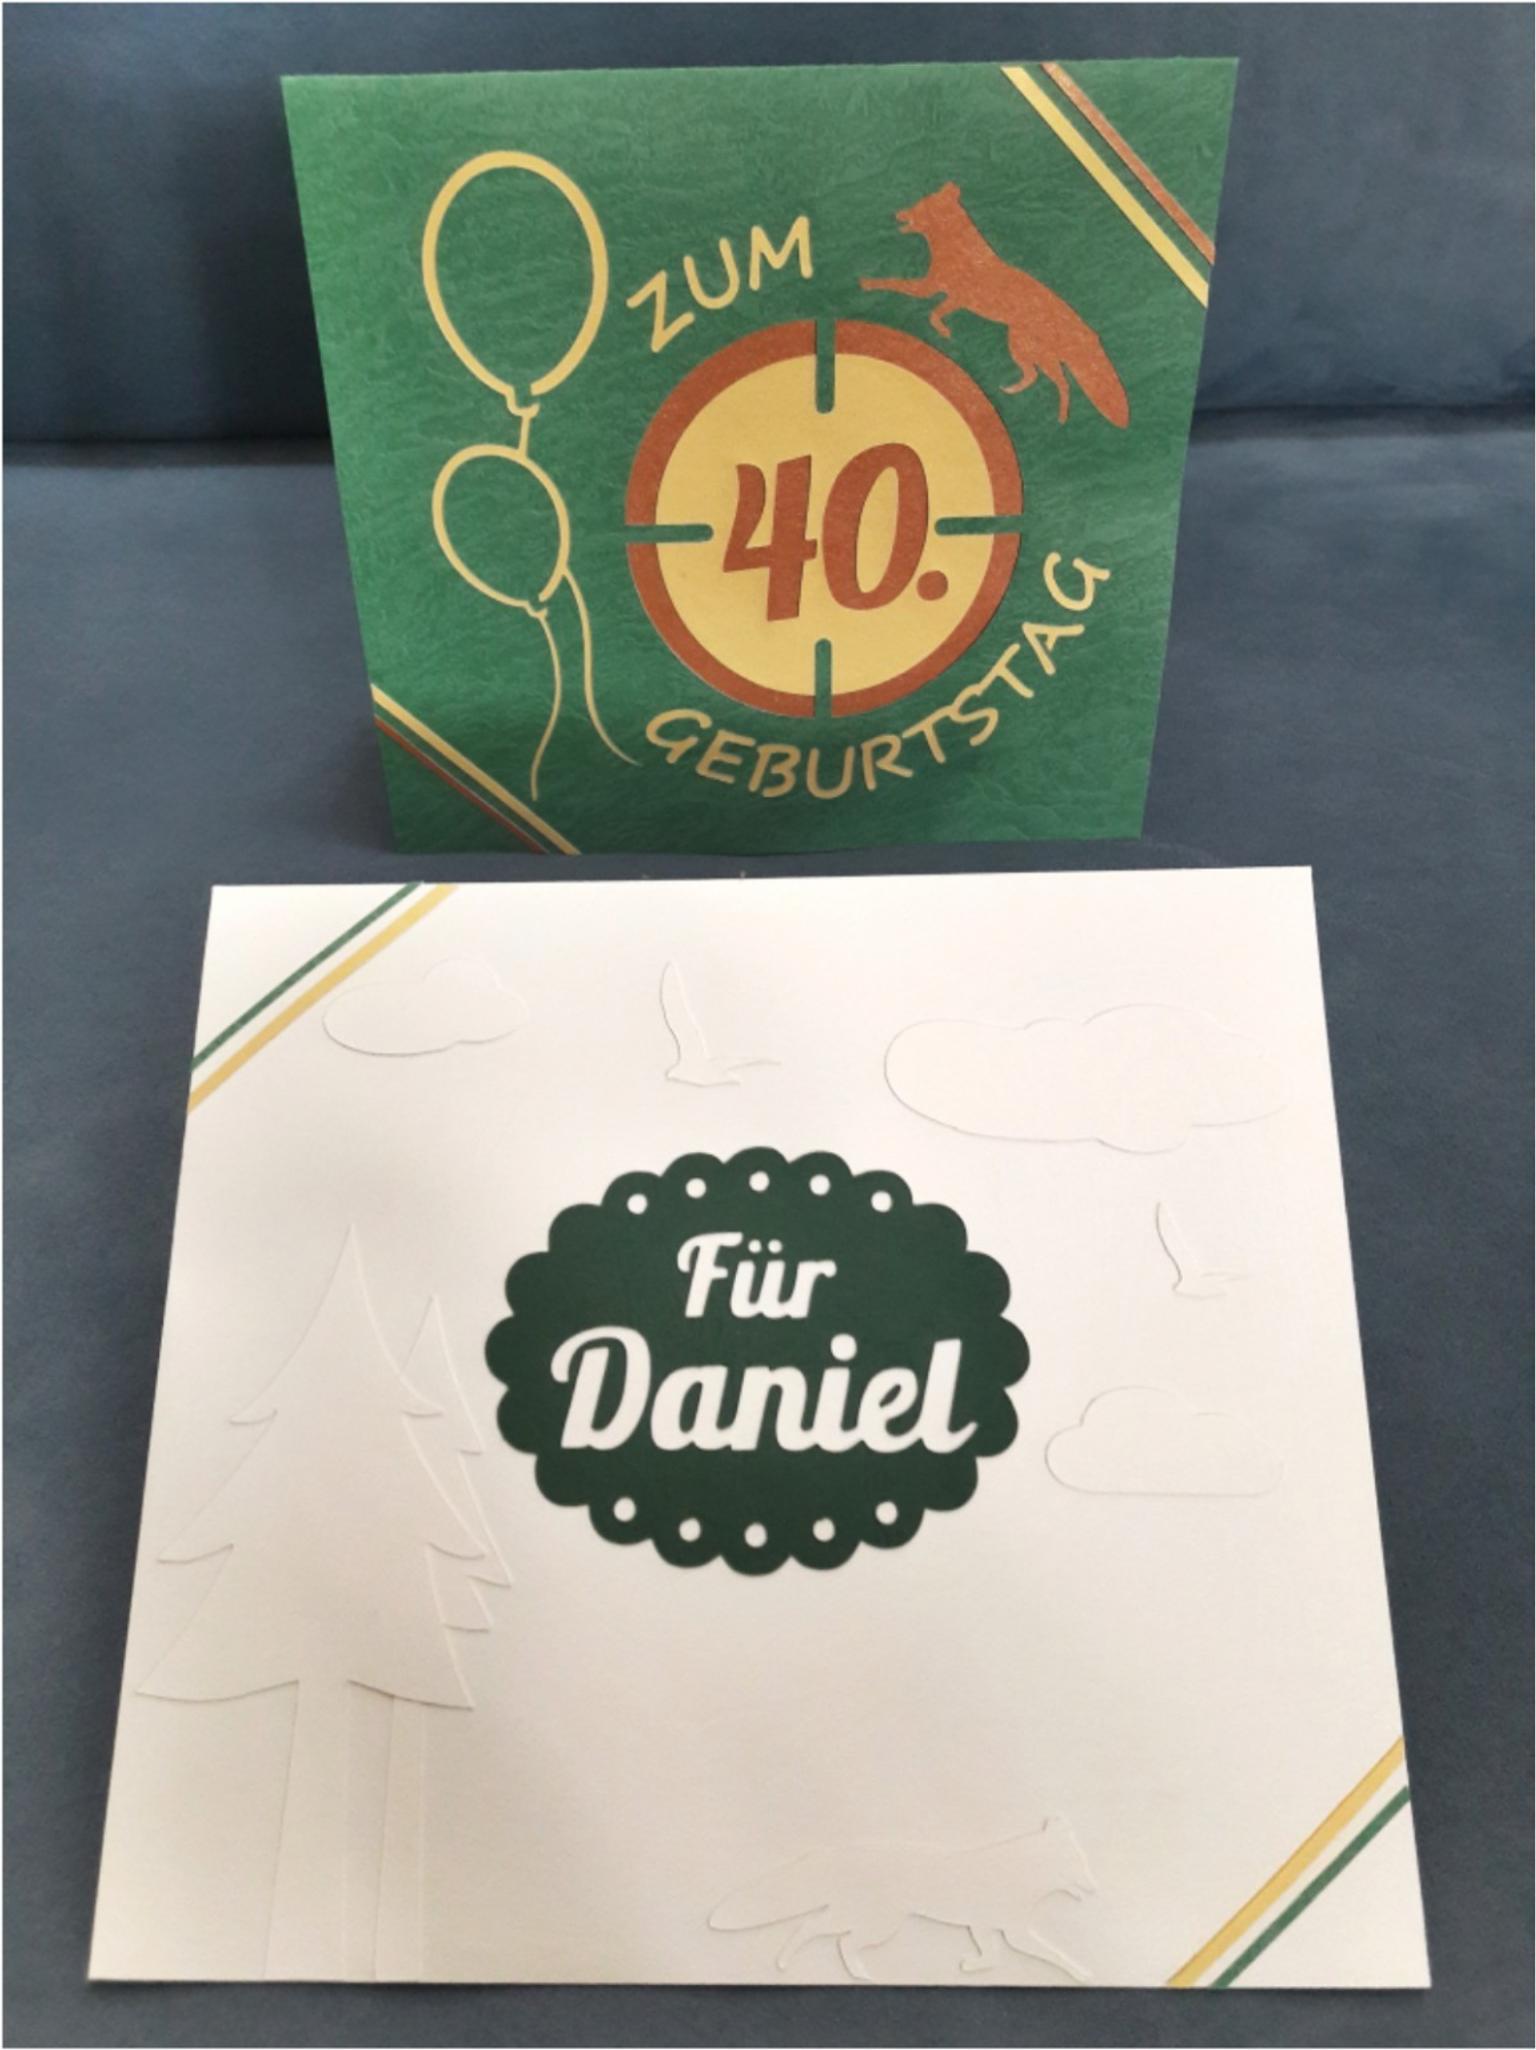 ZUM
40.
GEBURTSTAG
Für
Daniel